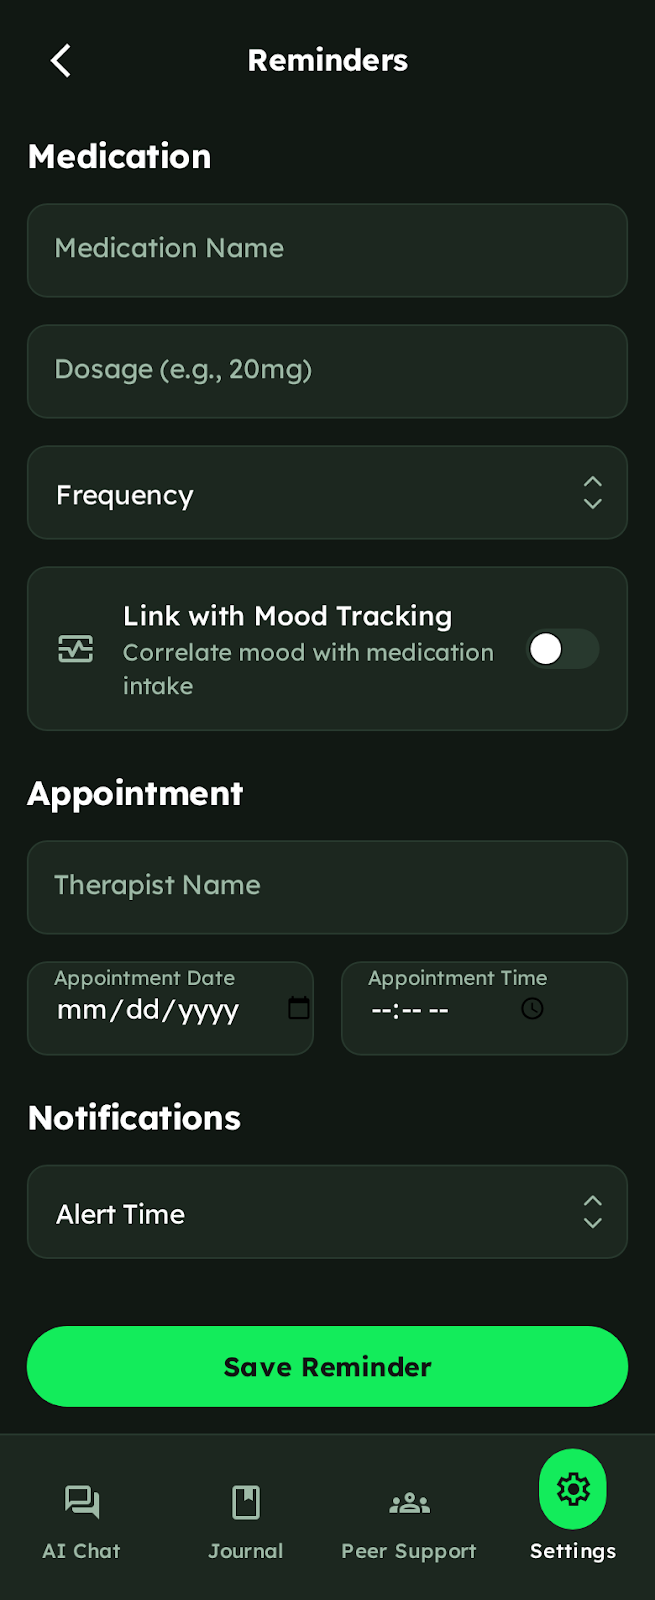 Reminders
Medication
Medication Name
Dosage (e.g., 20mg)
Frequency
Link with Mood Tracking
Correlate mood with medication
intake
Appointment
Therapist Name
Appointment Date
mm/dd/yyyy
Appointment Time
--:-- --
Notifications
Alert Time
Save Reminder
AI Chat
Journal
Peer Support
Settings